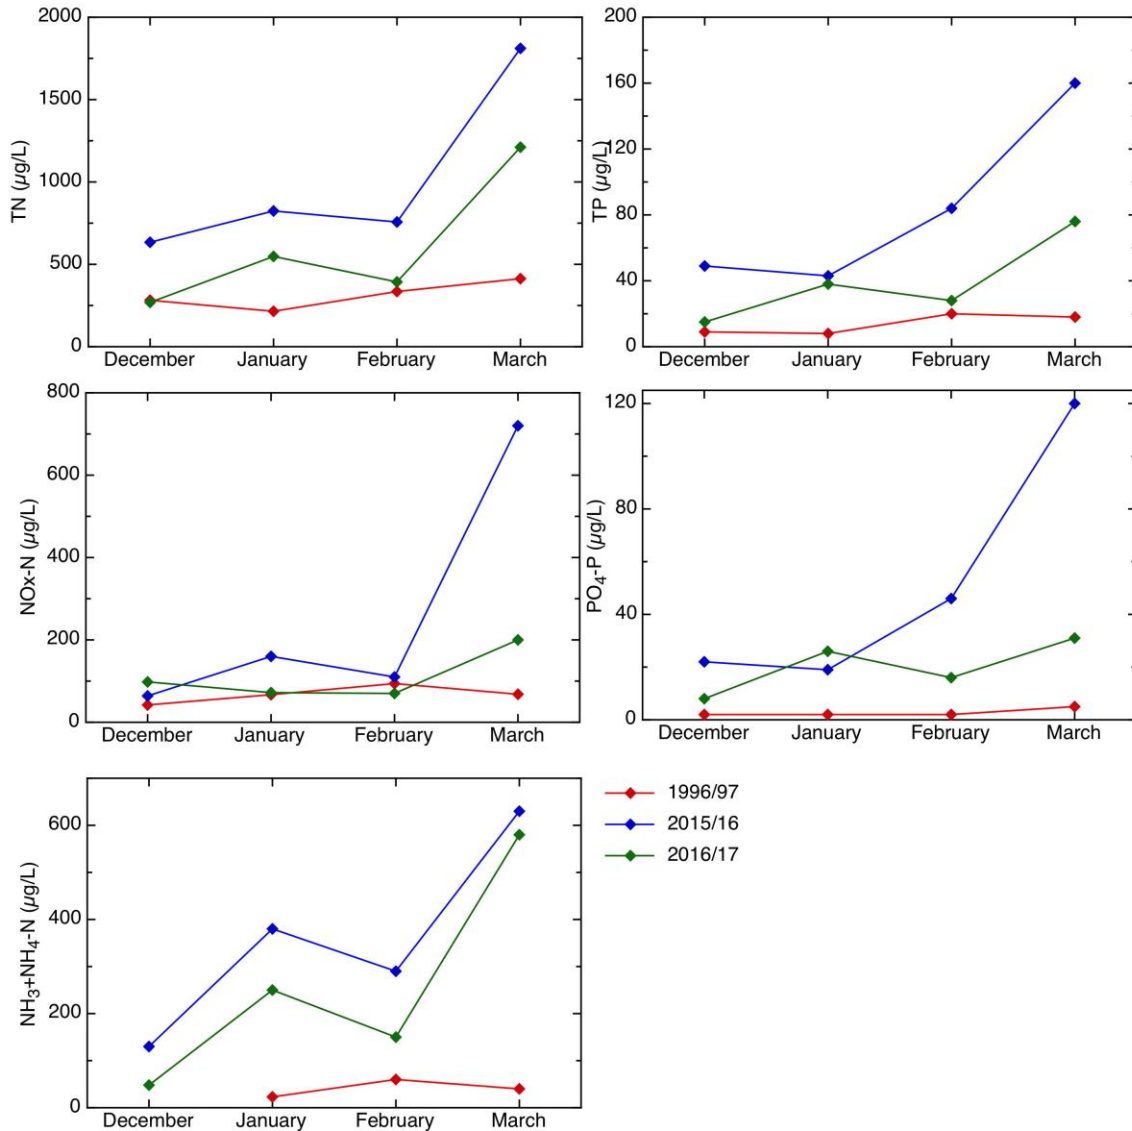 2000
1500
1000
500
0
TN (µg/L)
December January February March
200
160
120
80
40
0
TP (µg/L)
December January February March
800
600
400
200
0
NOx-N (µg/L)
December January February March
120
80
40
0
PO4-P (µg/L)
December January February March
600
400
200
0
NH3+NH4-N (µg/L)
December January February March
1996/97
2015/16
2016/17